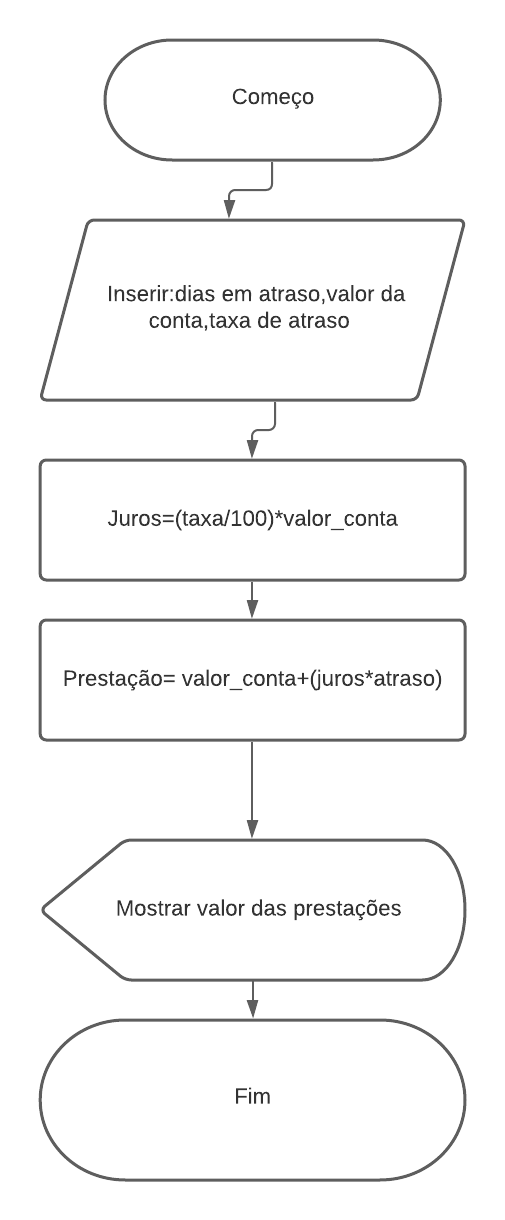 Começo
Inserir:dias em atraso,valor da
conta,taxa de atraso
Juros=(taxa/100)*valor_conta
Prestação= valor_conta+(juros*atraso)
Mostrar valor das prestações
Fim